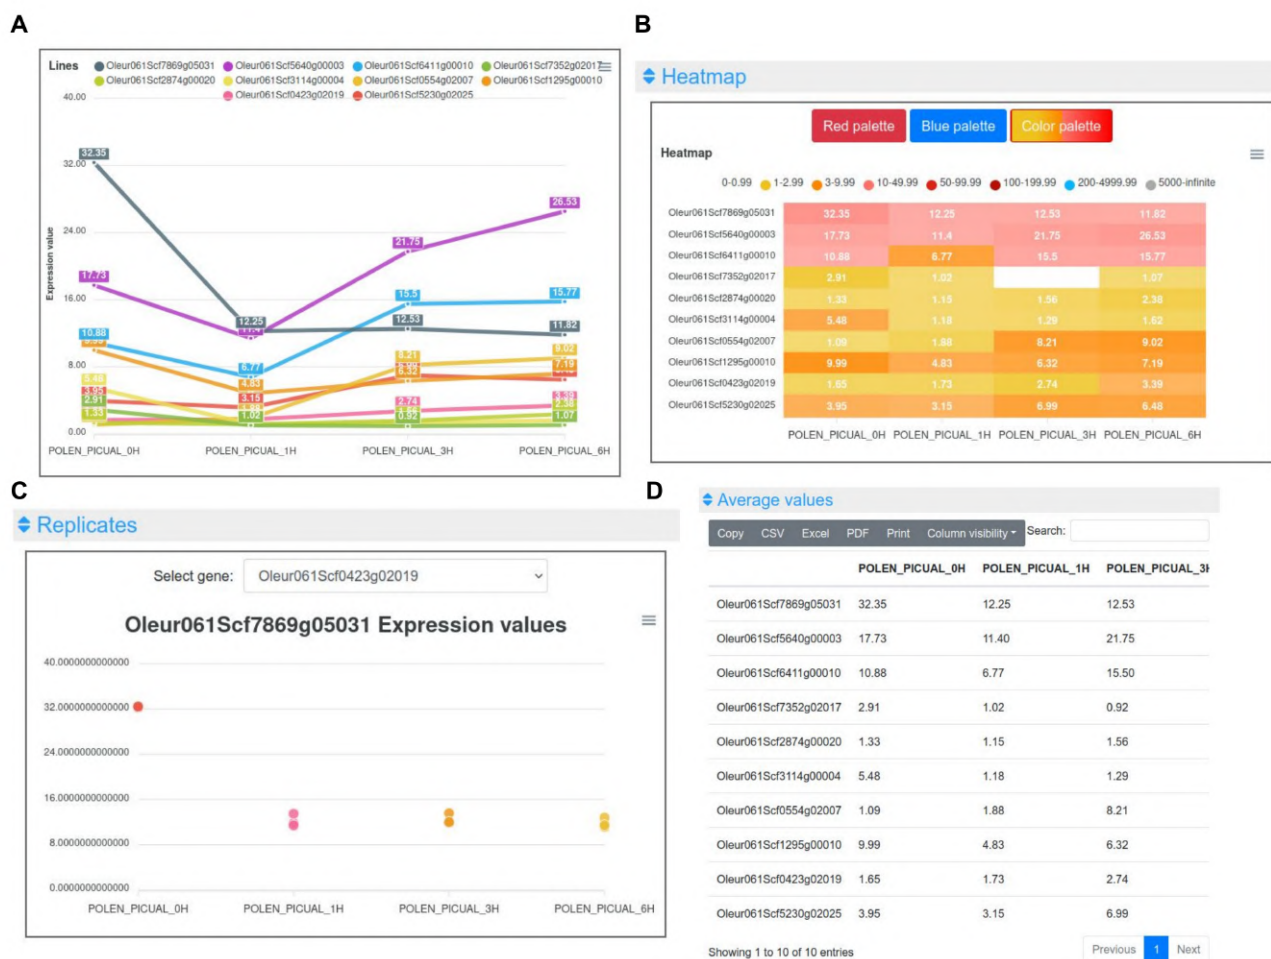 A
Lines
Oleur061Scf7869g05031 Oleur061Scf5640g00003 Oleur061Scf6411g00010 Oleur061Scf7352g02017
Oleur061Scf2874g00020 Oleur061Scf3114g00004 Oleur061Scf0554g02007 Oleur061Scf1295g00010
Oleur061Scf0423g02019 Oleur061Scf5230g02025
Expression value
40.00
32.00
24.00
16.00
8.00
0.00
32.35 12.25 12.53 11.82
17.73 21.75 26.53
10.88 6.77 15.5 15.77
4.83 6.32 7.19
8.21 9.02
5.48
3.95 3.15
2.91 1.02 0.92 1.07
2.74 3.39
1.33 2.38
POLEN_PICUAL_0H POLEN_PICUAL_1H POLEN_PICUAL_3H POLEN_PICUAL_6H
B
Heatmap
Red palette Blue palette Color palette
Heatmap
0-0.99 1-2.99 3-9.99 10-49.99 50-99.99 100-199.99 200-4999.99 5000-infinite
Oleur061Scf7869g05031 32.35 12.25 12.53 11.82
Oleur061Scf5640g00003 17.73 11.4 21.75 26.53
Oleur061Scf6411g00010 10.88 6.77 15.5 15.77
Oleur061Scf7352g02017 2.91 1.02 1.07
Oleur061Scf2874g00020 1.33 1.15 1.56 2.38
Oleur061Scf3114g00004 5.48 1.18 1.29 1.62
Oleur061Scf0554g02007 1.09 1.88 8.21 9.02
Oleur061Scf1295g00010 9.99 4.83 6.32 7.19
Oleur061Scf0423g02019 1.65 1.73 2.74 3.39
Oleur061Scf5230g02025 3.95 3.15 6.99 6.48
POLEN_PICUAL_0H POLEN_PICUAL_1H POLEN_PICUAL_3H POLEN_PICUAL_6H
C
Replicates
Select gene: Oleur061Scf0423g02019
Oleur061Scf7869g05031 Expression values
40.0000000000000
32.0000000000000
24.0000000000000
16.0000000000000
8.0000000000000
0.0000000000000
POLEN_PICUAL_0H POLEN_PICUAL_1H POLEN_PICUAL_3H POLEN_PICUAL_6H
D
Average values
Copy CSV Excel PDF Print Column visibility Search:
POLEN_PICUAL_0H POLEN_PICUAL_1H POLEN_PICUAL_3H
Oleur061Scf7869g05031 32.35 12.25 12.53
Oleur061Scf5640g00003 17.73 11.40 21.75
Oleur061Scf6411g00010 10.88 6.77 15.50
Oleur061Scf7352g02017 2.91 1.02 0.92
Oleur061Scf2874g00020 1.33 1.15 1.56
Oleur061Scf3114g00004 5.48 1.18 1.29
Oleur061Scf0554g02007 1.09 1.88 8.21
Oleur061Scf1295g00010 9.99 4.83 6.32
Oleur061Scf0423g02019 1.65 1.73 2.74
Oleur061Scf5230g02025 3.95 3.15 6.99
Showing 1 to 10 of 10 entries
Previous 1 Next